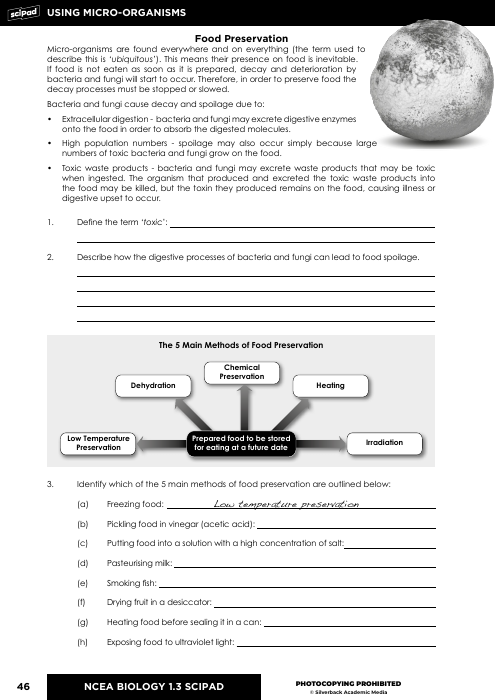 scipad USING MICRO-ORGANISMS
Food Preservation
Micro-organisms are found everywhere and on everything (the term used to
describe this is 'ubiquitous'). This means their presence on food is inevitable.
If food is not eaten as soon as it is prepared, decay and deterioration by
bacteria and fungi will start to occur. Therefore, in order to preserve food the
decay processes must be stopped or slowed.
Bacteria and fungi cause decay and spoilage due to:
• Extracellular digestion - bacteria and fungi may excrete digestive enzymes
onto the food in order to absorb the digested molecules.
• High population numbers - spoilage may also occur simply because large
numbers of toxic bacteria and fungi grow on the food.
• Toxic waste products - bacteria and fungi may excrete waste products that may be toxic
when ingested. The organism that produced and excreted the toxic waste products into
the food may be killed, but the toxin they produced remains on the food, causing illness or
digestive upset to occur.
1. Define the term 'toxic':
2. Describe how the digestive processes of bacteria and fungi can lead to food spoilage.
The 5 Main Methods of Food Preservation
Chemical
Preservation
Dehydration
Heating
Low Temperature
Preservation
Prepared food to be stored
for eating at a future date
Irradiation
3. Identify which of the 5 main methods of food preservation are outlined below:
(a) Freezing food: Low temperature preservation
(b) Pickling food in vinegar (acetic acid):
(c) Putting food into a solution with a high concentration of salt:
(d) Pasteurising milk:
(e) Smoking fish:
(f) Drying fruit in a desiccator:
(g) Heating food before sealing it in a can:
(h) Exposing food to ultraviolet light:
46 NCEA BIOLOGY 1.3 SCIPAD
PHOTOCOPYING PROHIBITED
© Silverback Academic Media